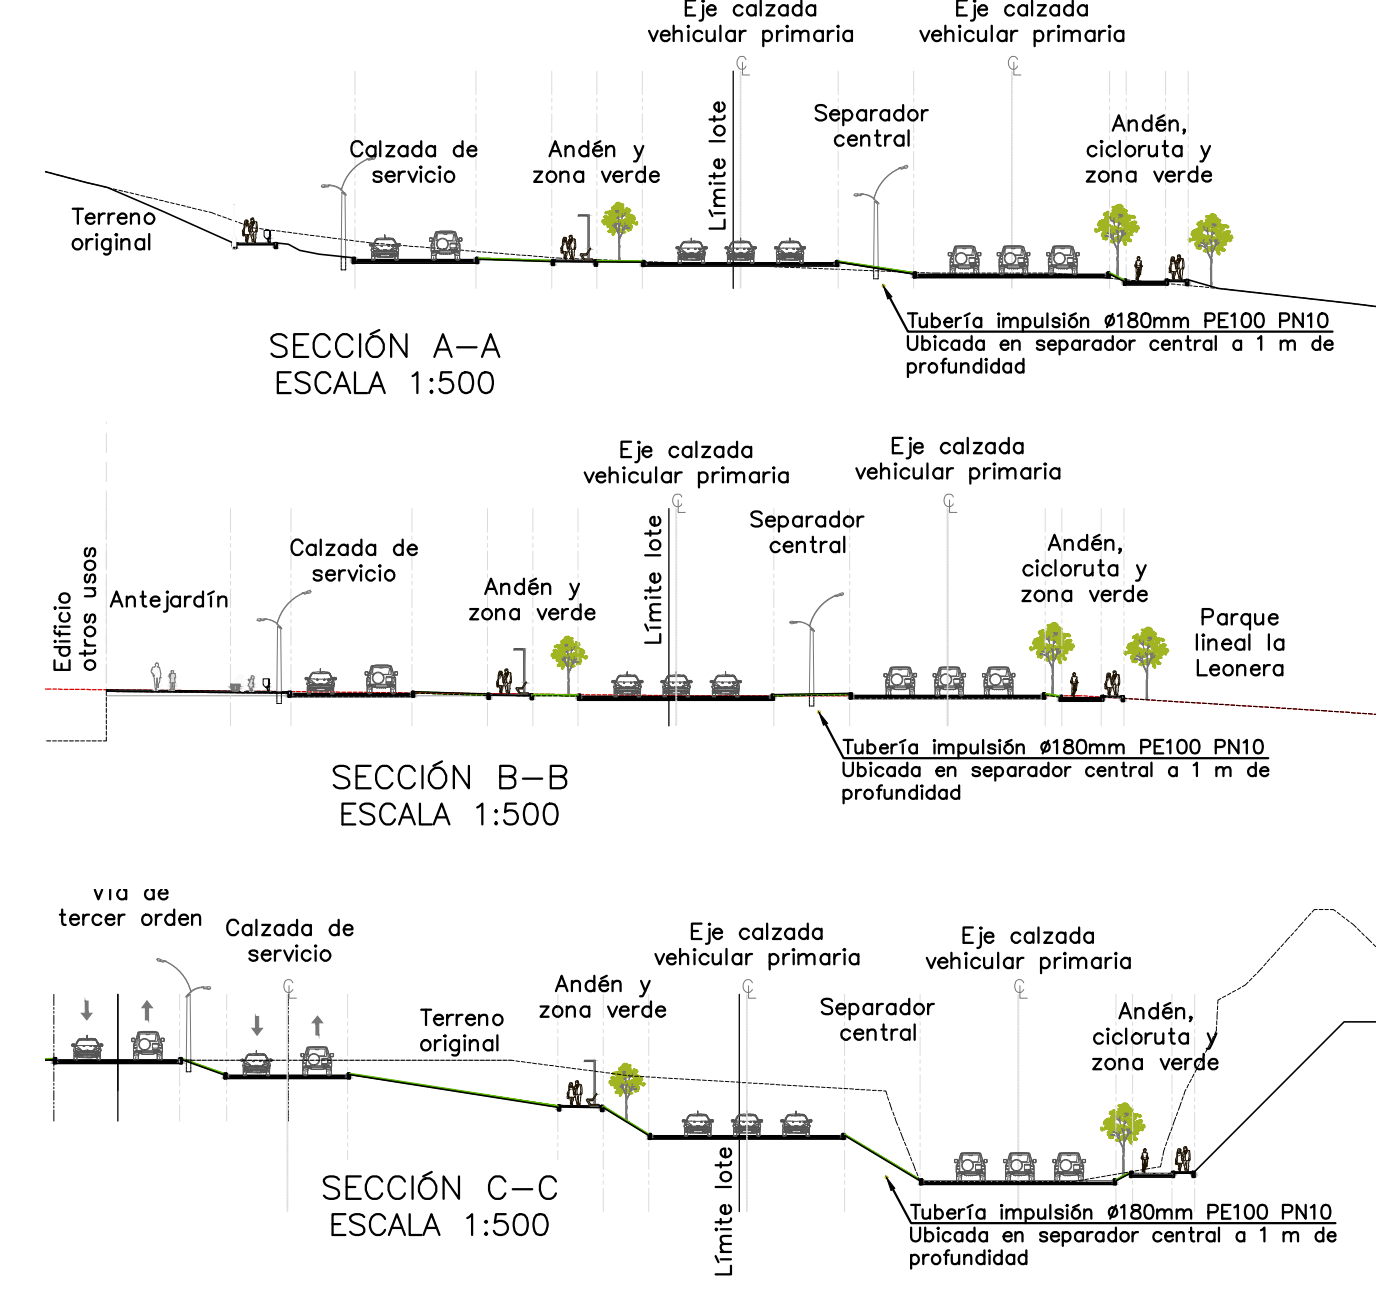 Eje calzada
vehicular primaria
Eje calzada
vehicular primaria
Límite lote
Separador
central
Andén,
cicloruta y
zona verde
Calzada de
servicio
Andén y
zona verde
Terreno
original
Tubería impulsión ø180mm PE100 PN10
Ubicada en separador central a 1 m de
profundidad
SECCIÓN A-A
ESCALA 1:500
Eje calzada
vehicular primaria
Eje calzada
vehicular primaria
Límite lote
Separador
central
Andén,
cicloruta y
zona verde
Calzada de
servicio
Andén y
zona verde
Antejardín
Edificio
otros usos
Parque
lineal la
Leonera
Tubería impulsión ø180mm PE100 PN10
Ubicada en separador central a 1 m de
profundidad
SECCIÓN B-B
ESCALA 1:500
Vía de
tercer orden
Calzada de
servicio
Eje calzada
vehicular primaria
Eje calzada
vehicular primaria
Andén y
zona verde
Separador
central
Andén,
cicloruta y
zona verde
Terreno
original
Límite lote
Tubería impulsión ø180mm PE100 PN10
Ubicada en separador central a 1 m de
profundidad
SECCIÓN C-C
ESCALA 1:500